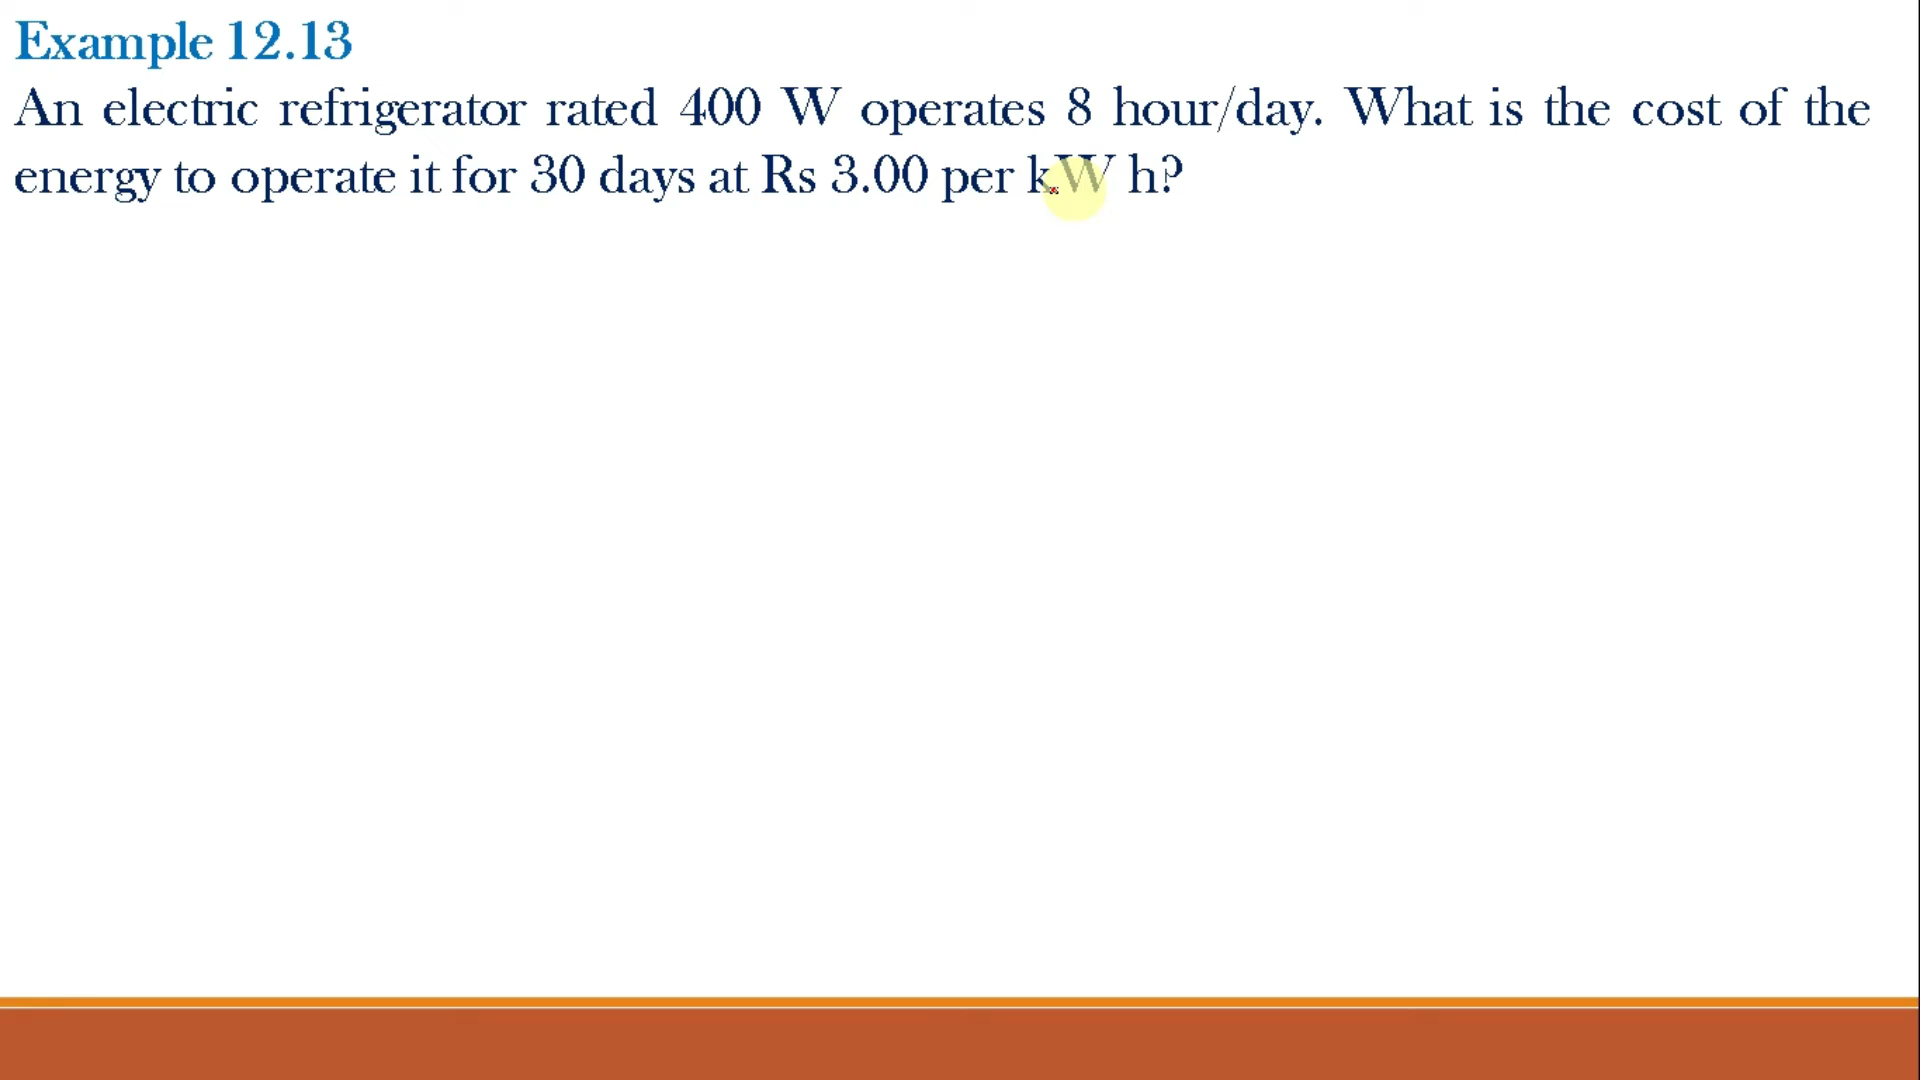 Example 12.13
An electric refrigerator rated 400 W operates 8 hour/day. What is the cost of the
energy to operate it for 30 days at Rs 3.00 per kW h?